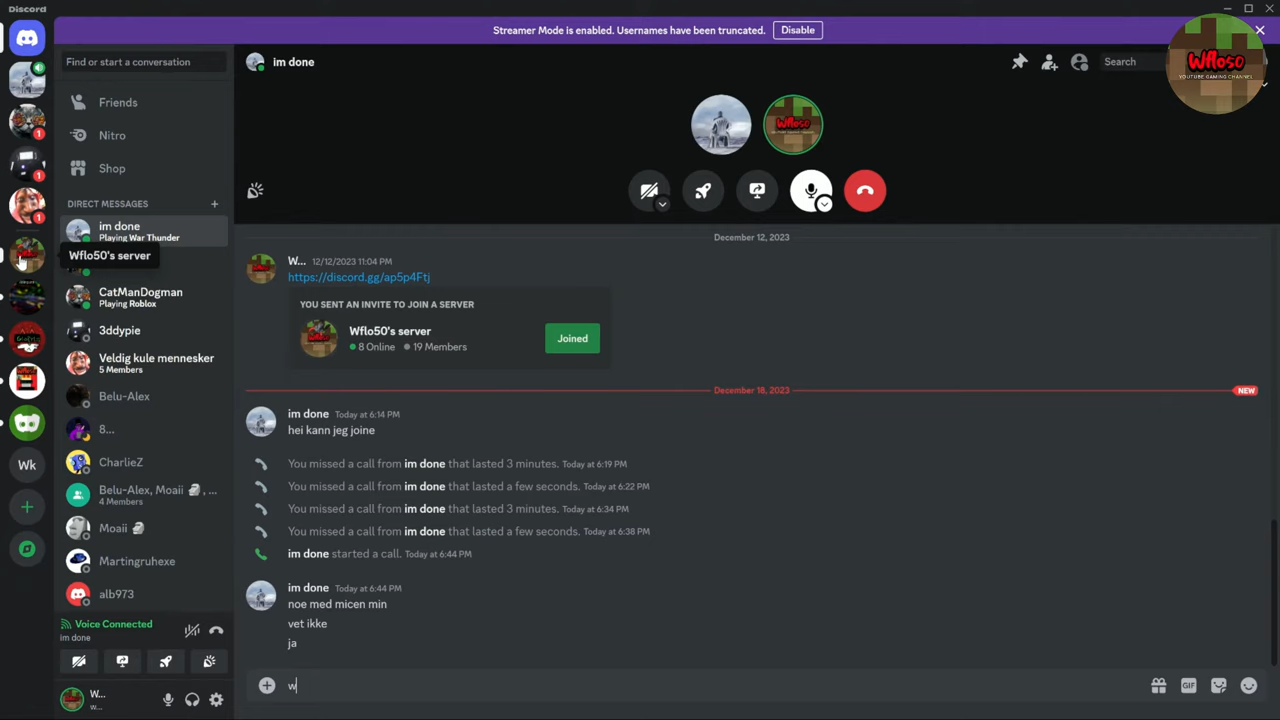 Discord
Streamer Mode is enabled. Usernames have been truncated.
Disable
Find or start a conversation
Friends
Nitro
Shop
DIRECT MESSAGES
im done
Playing War Thunder
Wflo50's server
CatManDogman
Playing Roblox
3ddypie
Veldig kule mennesker
5 Members
Belu-Alex
8...
CharlieZ
Belu-Alex, Moaii 🗿, ...
4 Members
Moaii 🗿
Martingruhexe
alb973
Voice Connected
im done
W...
w...
1
1
1
Wk
im done
Search
Wflo50
YOUTUBE GAMING CHANNEL
December 12, 2023
W... 12/12/2023 11:04 PM
https://discord.gg/ap5p4Ftj
YOU SENT AN INVITE TO JOIN A SERVER
Wflo50's server
8 Online 19 Members
Joined
December 18, 2023
NEW
im done Today at 6:14 PM
hei kann jeg joine
You missed a call from im done that lasted 3 minutes. Today at 6:19 PM
You missed a call from im done that lasted a few seconds. Today at 6:22 PM
You missed a call from im done that lasted 3 minutes. Today at 6:34 PM
You missed a call from im done that lasted a few seconds. Today at 6:38 PM
im done started a call. Today at 6:44 PM
im done Today at 6:44 PM
noe med micen min
vet ikke
ja
w
GIF